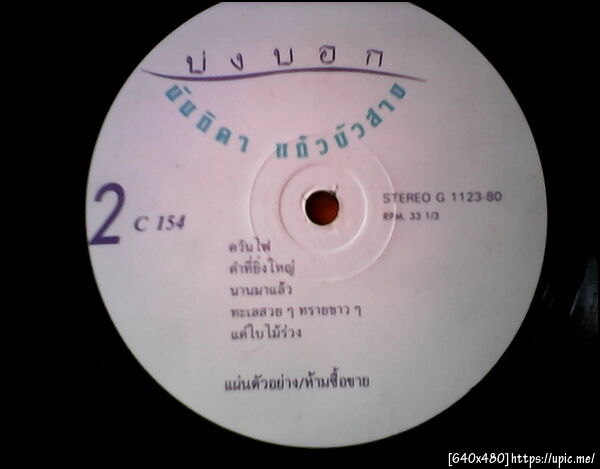 บ่งบอก
นันทิดา แก้วบัวสาย
2 C 154
STEREO G 1123-80
RPM. 33 1/3
ควันไฟ
คำที่ยิ่งใหญ่
นานมาแล้ว
ทะเลสวย ๆ ทรายขาว ๆ
แค่ใบไม้ร่วง
แผ่นตัวอย่าง/ห้ามซื้อขาย
[640x480]https://upic.me/